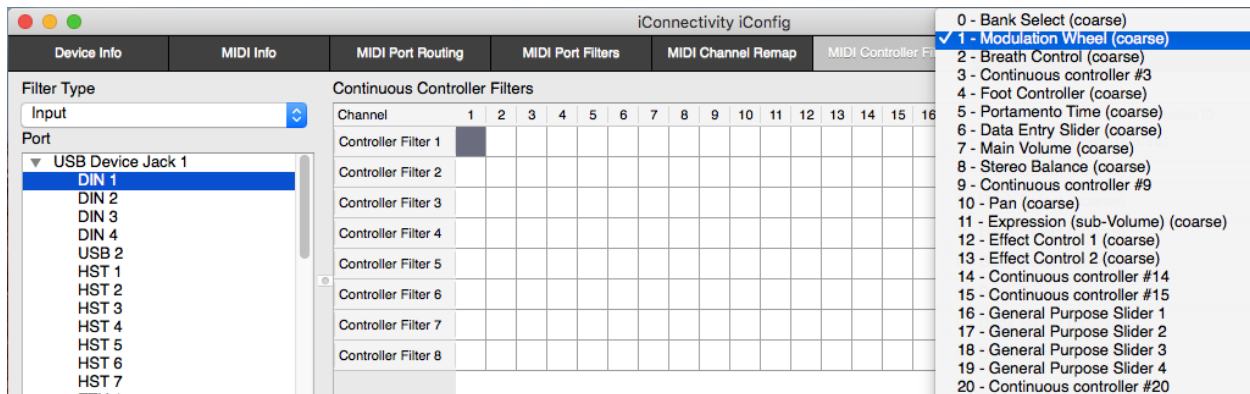 iConnectivity iConfig
Device Info MIDI Info MIDI Port Routing MIDI Port Filters MIDI Channel Remap MIDI Controller
Filter Type
Input
Port
USB Device Jack 1
DIN 1
DIN 2
DIN 3
DIN 4
USB 2
HST 1
HST 2
HST 3
HST 4
HST 5
HST 6
HST 7
Continuous Controller Filters
Channel 1 2 3 4 5 6 7 8 9 10 11 12 13 14 15 16
Controller Filter 1
Controller Filter 2
Controller Filter 3
Controller Filter 4
Controller Filter 5
Controller Filter 6
Controller Filter 7
Controller Filter 8
0 - Bank Select (coarse)
✓ 1 - Modulation Wheel (coarse)
2 - Breath Control (coarse)
3 - Continuous controller #3
4 - Foot Controller (coarse)
5 - Portamento Time (coarse)
6 - Data Entry Slider (coarse)
7 - Main Volume (coarse)
8 - Stereo Balance (coarse)
9 - Continuous controller #9
10 - Pan (coarse)
11 - Expression (sub-Volume) (coarse)
12 - Effect Control 1 (coarse)
13 - Effect Control 2 (coarse)
14 - Continuous controller #14
15 - Continuous controller #15
16 - General Purpose Slider 1
17 - General Purpose Slider 2
18 - General Purpose Slider 3
19 - General Purpose Slider 4
20 - Continuous controller #20